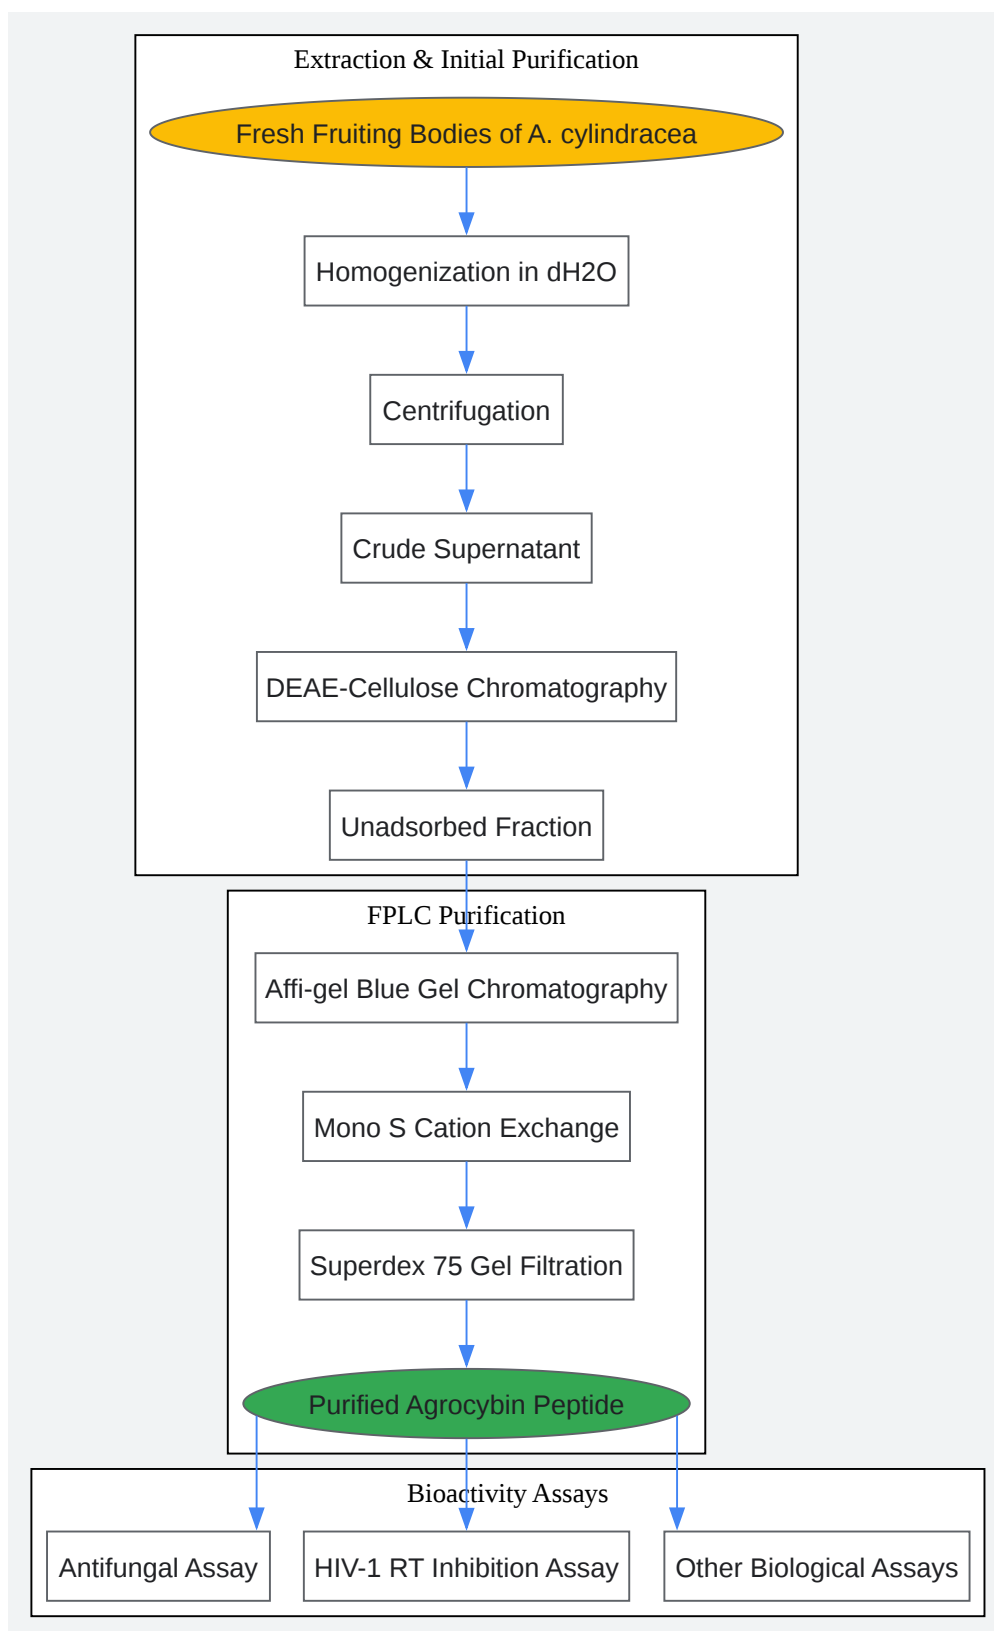 Extraction & Initial Purification
Fresh Fruiting Bodies of A. cylindracea
Homogenization in dH2O
Centrifugation
Crude Supernatant
DEAE-Cellulose Chromatography
Unadsorbed Fraction
FPLC Purification
Affi-gel Blue Gel Chromatography
Mono S Cation Exchange
Superdex 75 Gel Filtration
Purified Agrocybin Peptide
Bioactivity Assays
Antifungal Assay
HIV-1 RT Inhibition Assay
Other Biological Assays